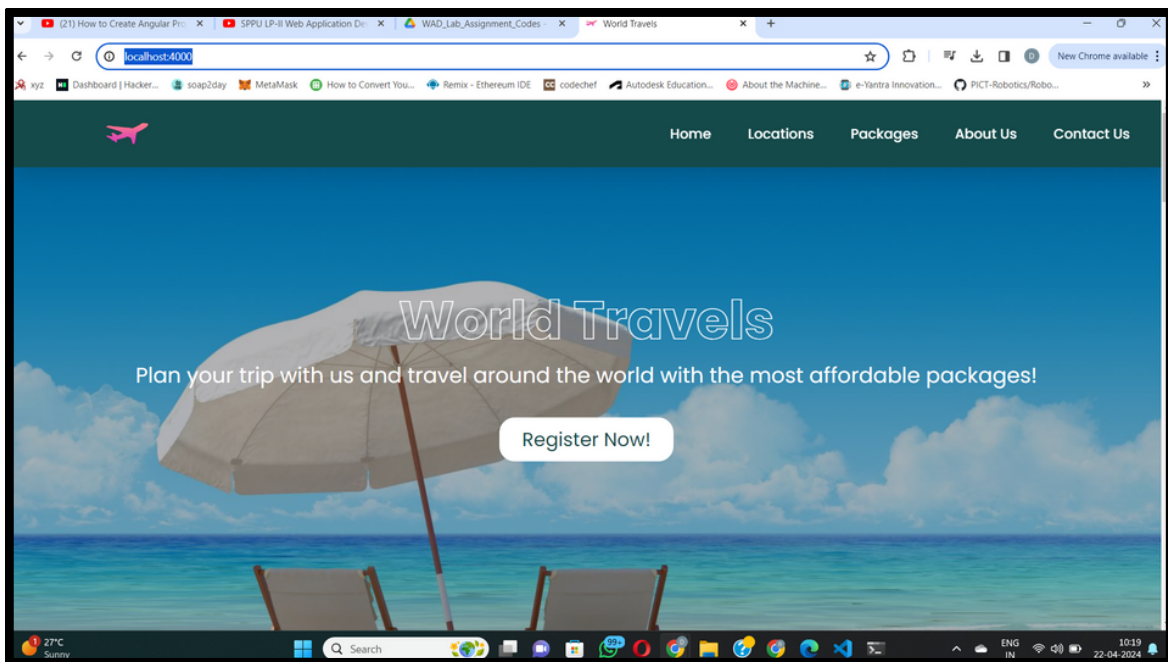 (21) How to Create Angular Pro
SPPU LP-II Web Application De
WAD_Lab_Assignment_Codes -
World Travels
localhost:4000
New Chrome available
xyz
Dashboard | Hacker...
soap2day
MetaMask
How to Convert You...
Remix - Ethereum IDE
codechef
Autodesk Education...
About the Machine...
e-Yantra Innovation...
PICT-Robotics/Robo...
Home Locations Packages About Us Contact Us
World Travels
Plan your trip with us and travel around the world with the most affordable packages!
Register Now!
1
27°C
Sunny
Search
99+
ENG
IN
10:19
22-04-2024